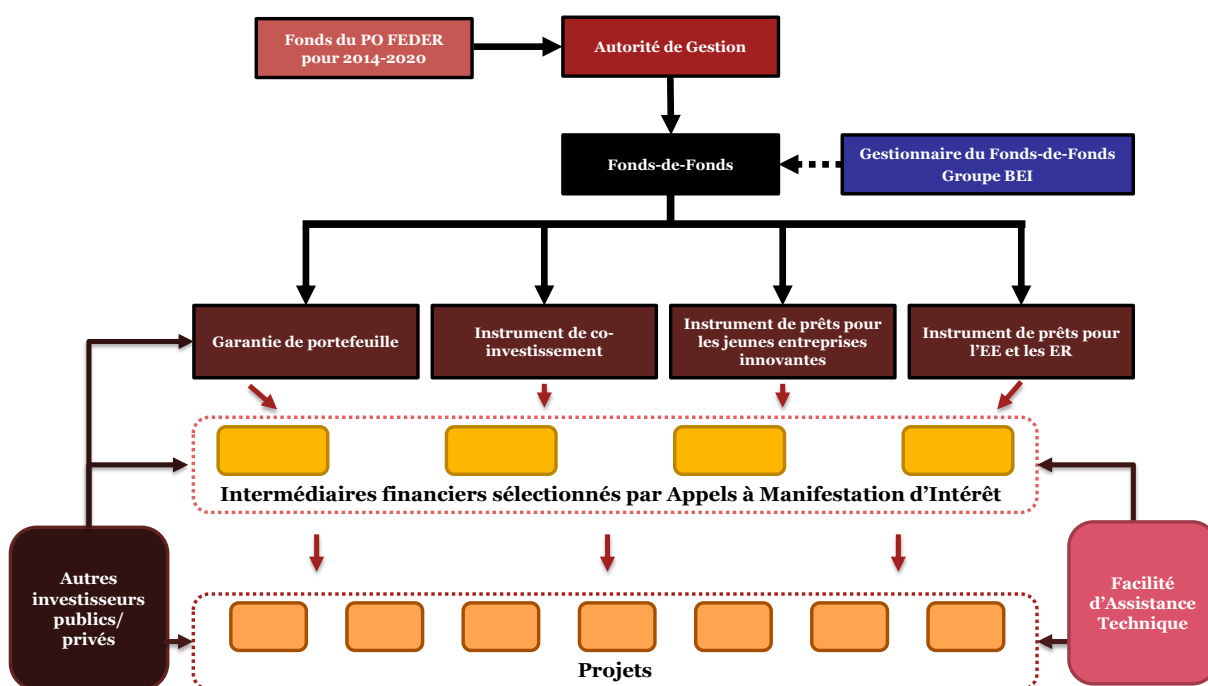 Fonds du PO FEDER
pour 2014-2020
Autorité de Gestion
Fonds-de-Fonds
Gestionnaire du Fonds-de-Fonds
Groupe BEI
Garantie de portefeuille
Instrument de co-
investissement
Instrument de prêts pour
les jeunes entreprises
innovantes
Instrument de prêts pour
l’EE et les ER
Intermédiaires financiers sélectionnés par Appels à Manifestation d’Intérêt
Autres
investisseurs
publics/
privés
Facilité
d’Assistance
Technique
Projets